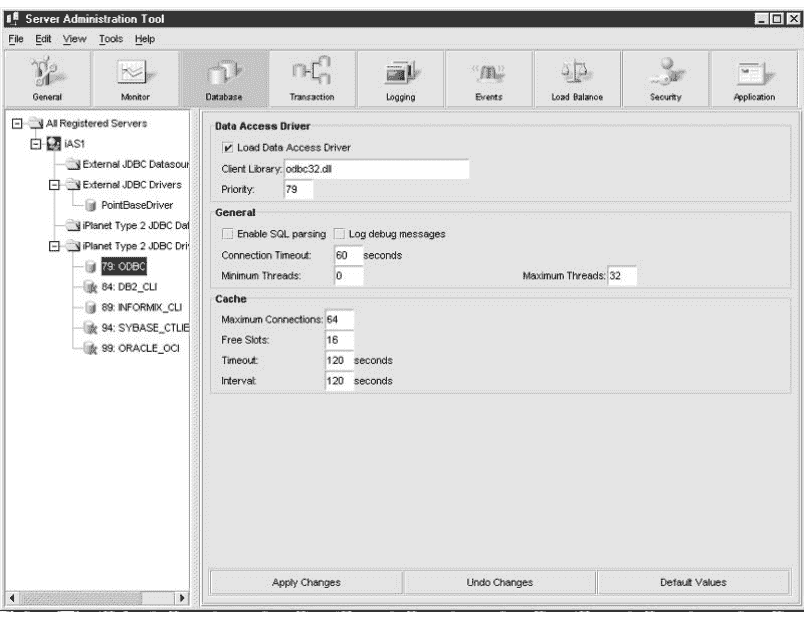 Server Administration Tool
File Edit View Tools Help
General Monitor Database Transaction Logging Events Load Balance Security Application
All Registered Servers
iAS1
External JDBC Datasour
External JDBC Drivers
PointBaseDriver
iPlanet Type 2 JDBC Dat
iPlanet Type 2 JDBC Driv
79: ODBC
84: DB2_CLI
89: INFORMIX_CLI
94: SYBASE_CTLIE
99: ORACLE_OCI
Data Access Driver
Load Data Access Driver
Client Library: odbc32.dll
Priority: 79
General
Enable SQL parsing Log debug messages
Connection Timeout: 60 seconds
Minimum Threads: 0 Maximum Threads: 32
Cache
Maximum Connections: 64
Free Slots: 16
Timeout: 120 seconds
Interval: 120 seconds
Apply Changes Undo Changes Default Values